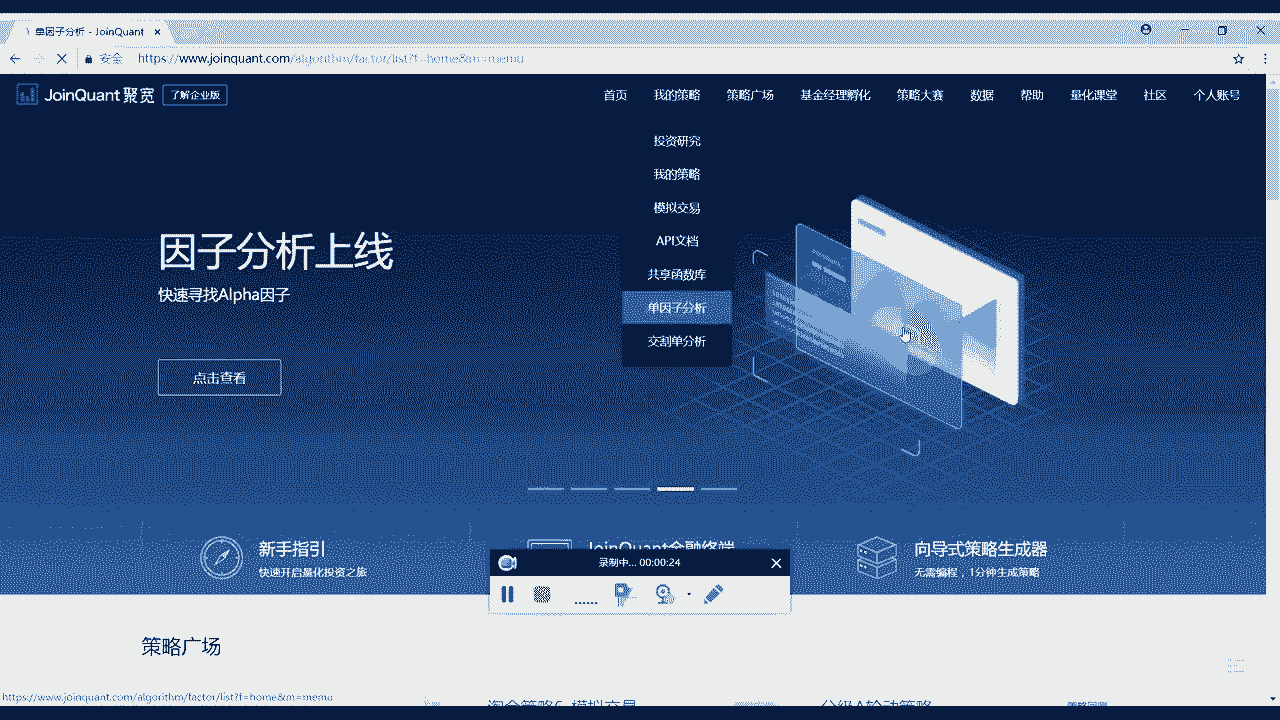 单因子分析 - JoinQuant
安全 https://www.joinquant.com/algorithm/factor/list?f=home&m=memu
JoinQuant 聚宽 了解企业版 首页 我的策略 策略广场 基金经理孵化 策略大赛 数据 帮助 量化课堂 社区 个人账号
投资研究
我的策略
模拟交易
API文档
共享函数库
单因子分析
交割单分析
因子分析上线
快速寻找Alpha因子
点击查看
新手指引
快速开启量化投资之旅
JoinQuant金融终端
向导式策略生成器
无需编程，1分钟生成策略
录制中... 00:00:24
策略广场
https://www.joinquant.com/algorithm/factor/list?f=home&m=memu
分级A轮动策略